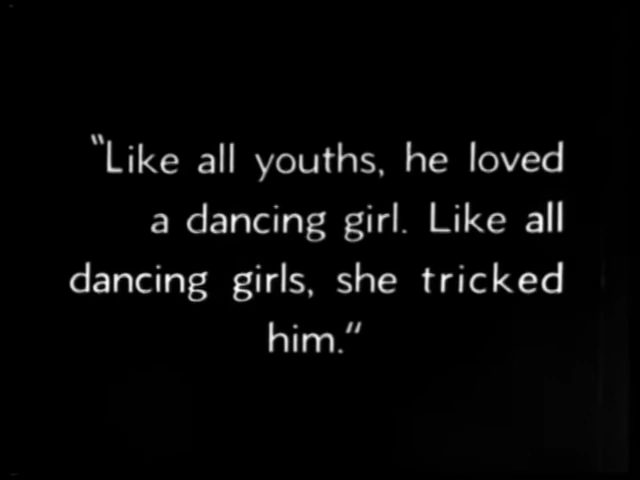 "Like all youths, he loved
a dancing girl. Like all
dancing girls, she tricked
him."